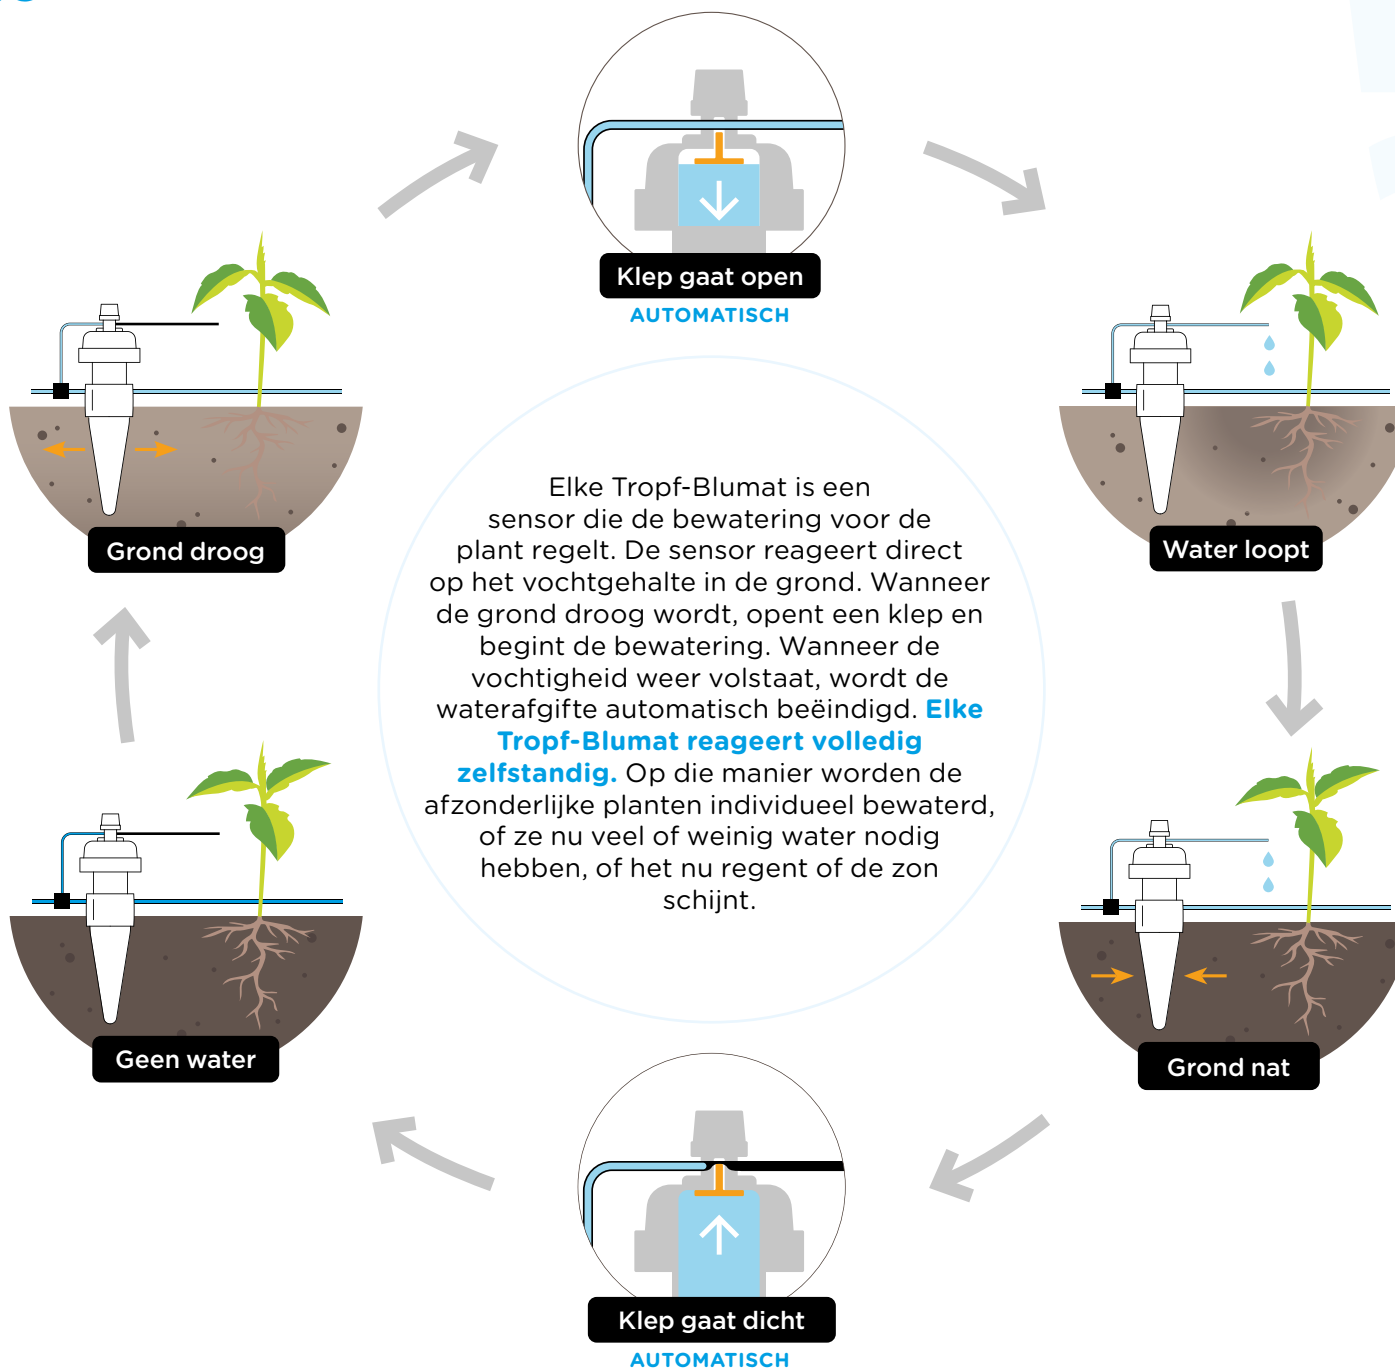 Klep gaat open
AUTOMATISCH
Grond droog
Water loopt
Elke Tropf-Blumat is een
sensor die de bewatering voor de
plant regelt. De sensor reageert direct
op het vochtgehalte in de grond. Wanneer
de grond droog wordt, opent een klep en
begint de bewatering. Wanneer de
vochtigheid weer volstaat, wordt de
waterafgifte automatisch beëindigd. Elke
Tropf-Blumat reageert volledig
zelfstandig. Op die manier worden de
afzonderlijke planten individueel bewaterd,
of ze nu veel of weinig water nodig
hebben, of het nu regent of de zon
schijnt.
Geen water
Grond nat
Klep gaat dicht
AUTOMATISCH